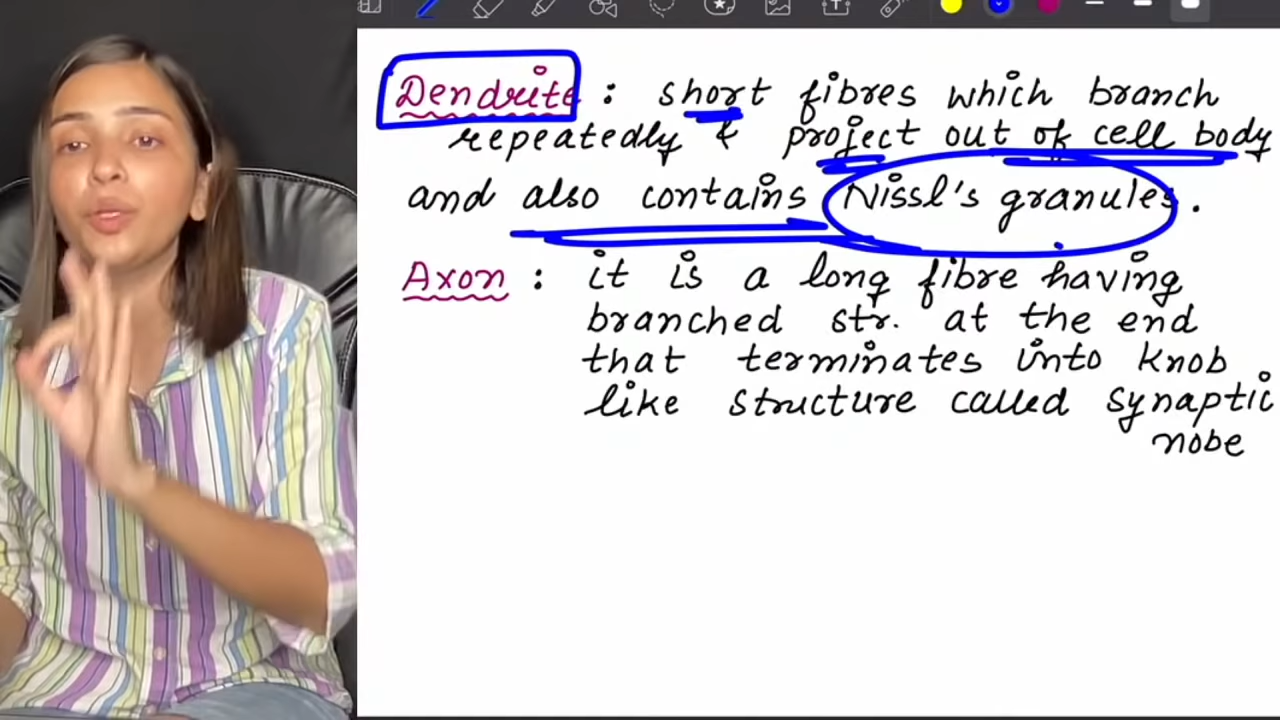 Dendrite : short fibres which branch
repeatedly & project out of cell body
and also contains Nissl's granules.
Axon : it is a long fibre having
branched str. at the end
that terminates into knob
like structure called synaptic
nobe